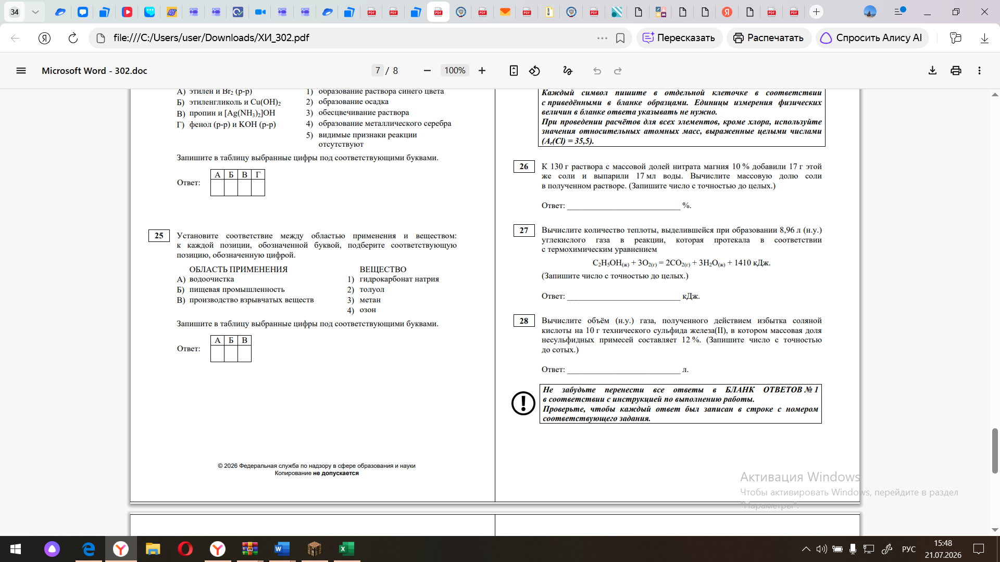 34
file:///C:/Users/user/Downloads/ХИ_302.pdf
Пересказать
Распечатать
Спросить Алису AI
Microsoft Word - 302.doc
7 / 8
100%
А) этилен и Br₂ (р-р)
Б) этиленгликоль и Cu(OH)₂
В) пропин и [Ag(NH₃)₂]OH
Г) фенол (р-р) и KOH (р-р)
1) образование раствора синего цвета
2) образование осадка
3) обесцвечивание раствора
4) образование металлического серебра
5) видимые признаки реакции
отсутствуют
Запишите в таблицу выбранные цифры под соответствующими буквами.
Ответ:
А Б В Г
25
Установите соответствие между областью применения и веществом:
к каждой позиции, обозначенной буквой, подберите соответствующую
позицию, обозначенную цифрой.
ОБЛАСТЬ ПРИМЕНЕНИЯ
А) водоочистка
Б) пищевая промышленность
В) производство взрывчатых веществ
ВЕЩЕСТВО
1) гидрокарбонат натрия
2) толуол
3) метан
4) озон
Запишите в таблицу выбранные цифры под соответствующими буквами.
Ответ:
А Б В
© 2026 Федеральная служба по надзору в сфере образования и науки
Копирование не допускается
Каждый символ пишите в отдельной клеточке в соответствии
с приведёнными в бланке образцами. Единицы измерения физических
величин в бланке ответа указывать не нужно.
При проведении расчётов для всех элементов, кроме хлора, используйте
значения относительных атомных масс, выраженные целыми числами
(Aᵣ(Cl) = 35,5).
26
К 130 г раствора с массовой долей нитрата магния 10 % добавили 17 г этой
же соли и выпарили 17 мл воды. Вычислите массовую долю соли
в полученном растворе. (Запишите число с точностью до целых.)
Ответ: ___________________________ %.
27
Вычислите количество теплоты, выделившейся при образовании 8,96 л (н.у.)
углекислого газа в реакции, которая протекала в соответствии
с термохимическим уравнением
C₂H₅OH(ж) + 3O₂(г) = 2CO₂(г) + 3H₂O(ж) + 1410 кДж.
(Запишите число с точностью до целых.)
Ответ: ___________________________ кДж.
28
Вычислите объём (н.у.) газа, полученного действием избытка соляной
кислоты на 10 г технического сульфида железа(II), в котором массовая доля
несульфидных примесей составляет 12 %. (Запишите число с точностью
до сотых.)
Ответ: ___________________________ л.
Не забудьте перенести все ответы в БЛАНК ОТВЕТОВ № 1
в соответствии с инструкцией по выполнению работы.
Проверьте, чтобы каждый ответ был записан в строке с номером
соответствующего задания.
Активация Windows
Чтобы активировать Windows, перейдите в раздел
"Параметры".
РУС
15:48
21.07.2026